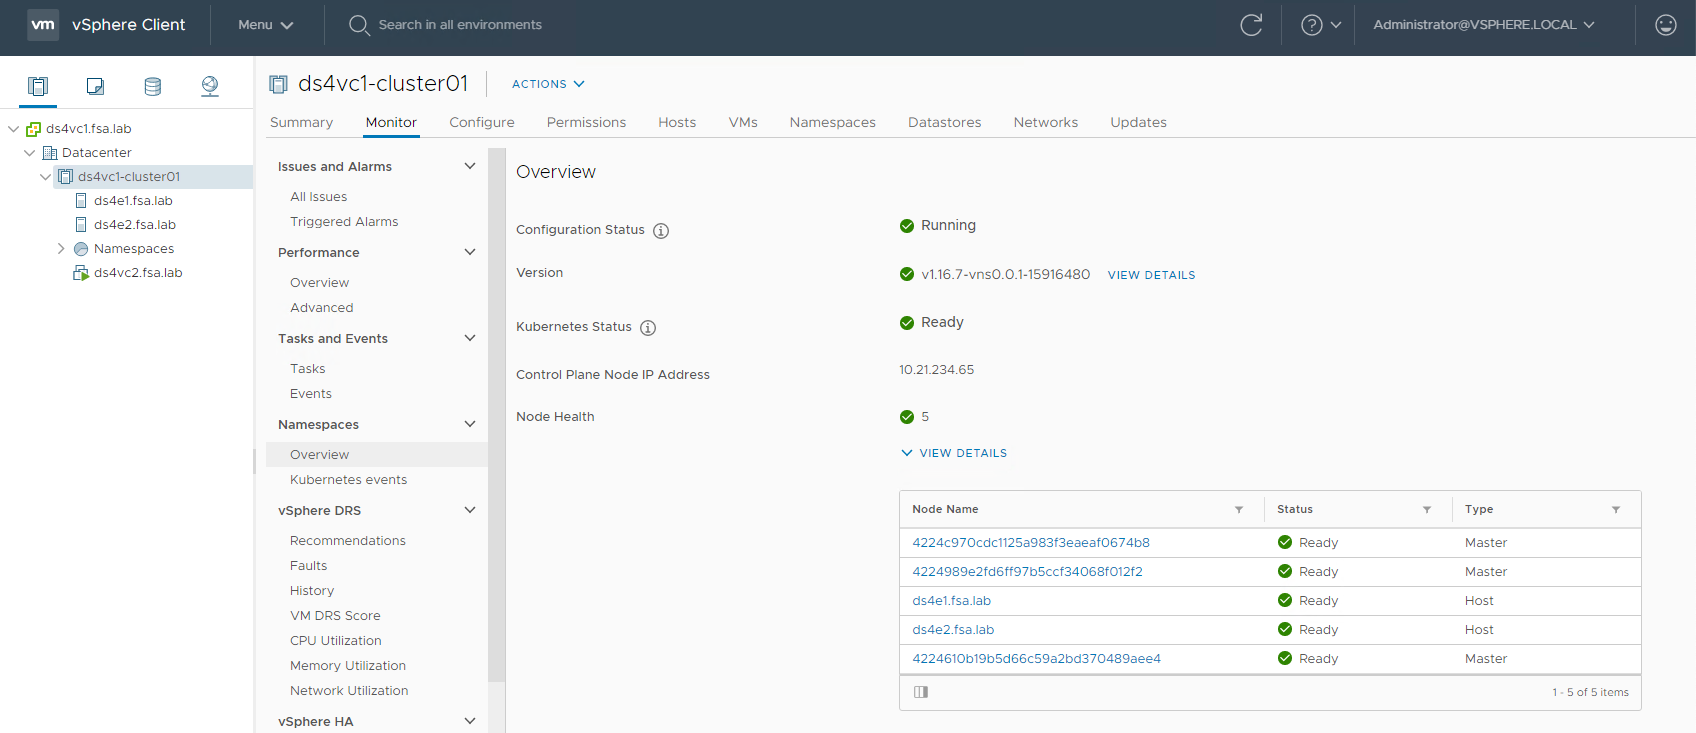 vm vSphere Client Menu Search in all environments Administrator@VSPHERE.LOCAL
ds4vc1.fsa.lab
Datacenter
ds4vc1-cluster01
ds4e1.fsa.lab
ds4e2.fsa.lab
Namespaces
ds4vc2.fsa.lab
ds4vc1-cluster01 ACTIONS
Summary Monitor Configure Permissions Hosts VMs Namespaces Datastores Networks Updates
Issues and Alarms
All Issues
Triggered Alarms
Performance
Overview
Advanced
Tasks and Events
Tasks
Events
Namespaces
Overview
Kubernetes events
vSphere DRS
Recommendations
Faults
History
VM DRS Score
CPU Utilization
Memory Utilization
Network Utilization
vSphere HA
Overview
Configuration Status Running
Version v1.16.7-vns0.0.1-15916480 VIEW DETAILS
Kubernetes Status Ready
Control Plane Node IP Address 10.21.234.65
Node Health 5
VIEW DETAILS
Node Name Status Type
4224c970cdc1125a983f3eaeaf0674b8 Ready Master
4224989e2fd6ff97b5ccf34068f012f2 Ready Master
ds4e1.fsa.lab Ready Host
ds4e2.fsa.lab Ready Host
4224610b19b5d66c59a2bd370489aee4 Ready Master
1 - 5 of 5 items